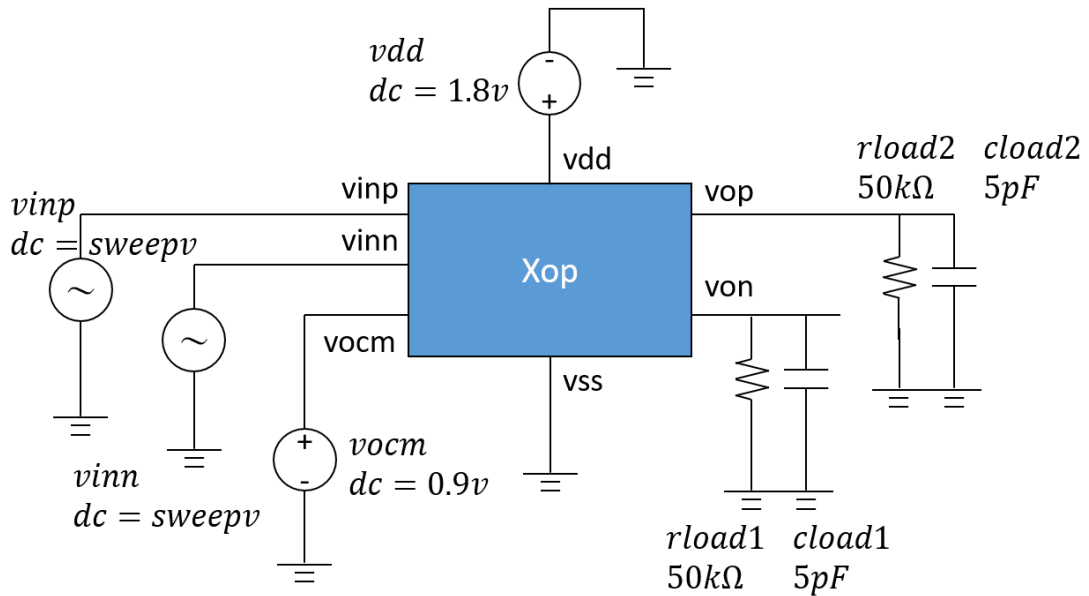 vdd
dc = 1.8v
-
+
vdd
rload2 cload2
50kΩ 5pF
vinp
vop
vinp
dc = sweepv
vinn
Xop
von
~
~
vocm
vss
+
-
vocm
dc = 0.9v
vinn
dc = sweepv
rload1 cload1
50kΩ 5pF